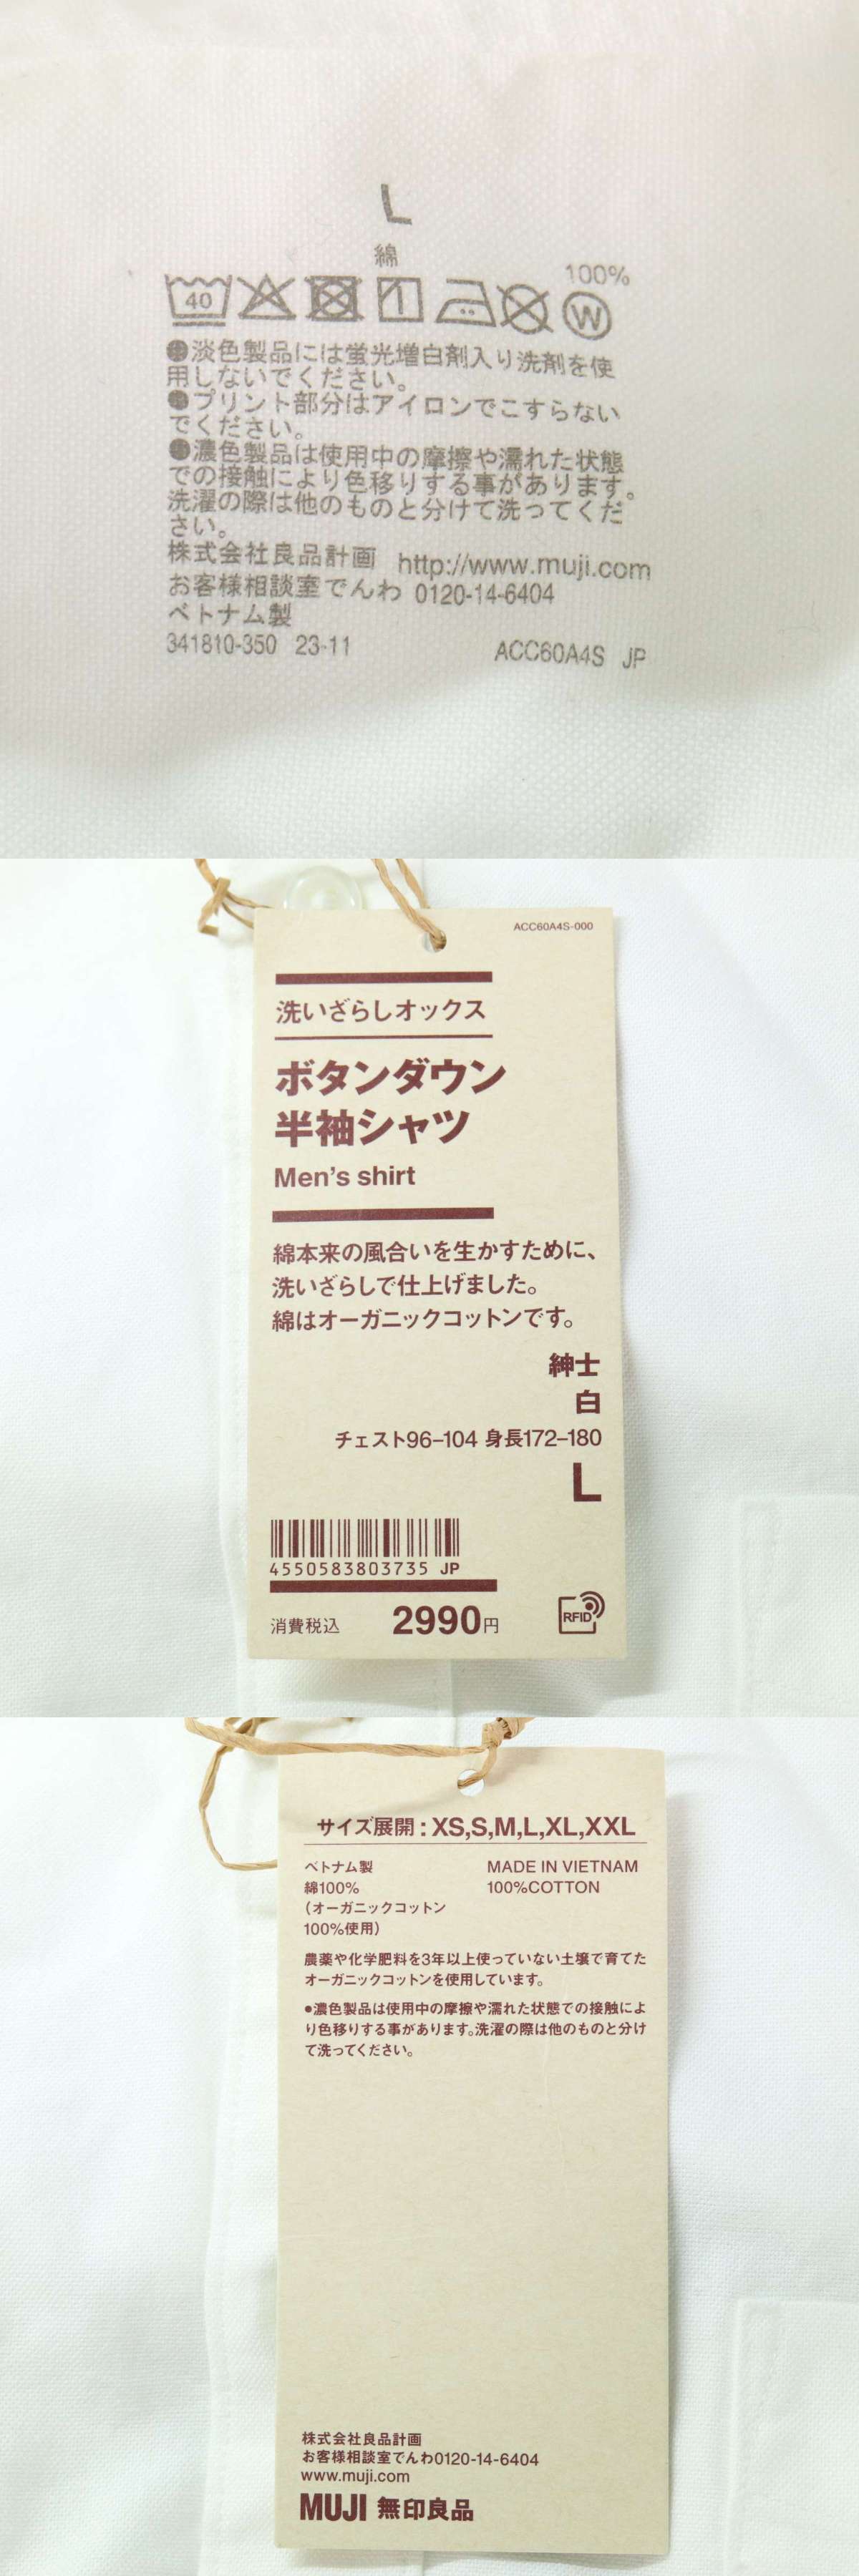 L
綿
100%
40
W
●淡色製品には蛍光増白剤入り洗剤を使
用しないでください。
●プリント部分はアイロンでこすらない
でください。
●濃色製品は使用中の摩擦や濡れた状態
での接触により色移りする事があります。
洗濯の際は他のものと分けて洗ってくだ
さい。
株式会社良品計画 http://www.muji.com
お客様相談室でんわ 0120-14-6404
ベトナム製
341810-350 23-11 ACC60A4S JP
ACC60A4S-000
洗いざらしオックス
ボタンダウン
半袖シャツ
Men's shirt
綿本来の風合いを生かすために、
洗いざらしで仕上げました。
綿はオーガニックコットンです。
紳士
白
チェスト96-104 身長172-180
L
4550583803735 JP
消費税込 2990円
RFID
サイズ展開:XS,S,M,L,XL,XXL
ベトナム製 MADE IN VIETNAM
綿100% 100%COTTON
(オーガニックコットン
100%使用)
農薬や化学肥料を3年以上使っていない土壌で育てた
オーガニックコットンを使用しています。
●濃色製品は使用中の摩擦や濡れた状態での接触によ
り色移りする事があります。洗濯の際は他のものと分け
て洗ってください。
株式会社良品計画
お客様相談室でんわ0120-14-6404
www.muji.com
MUJI 無印良品